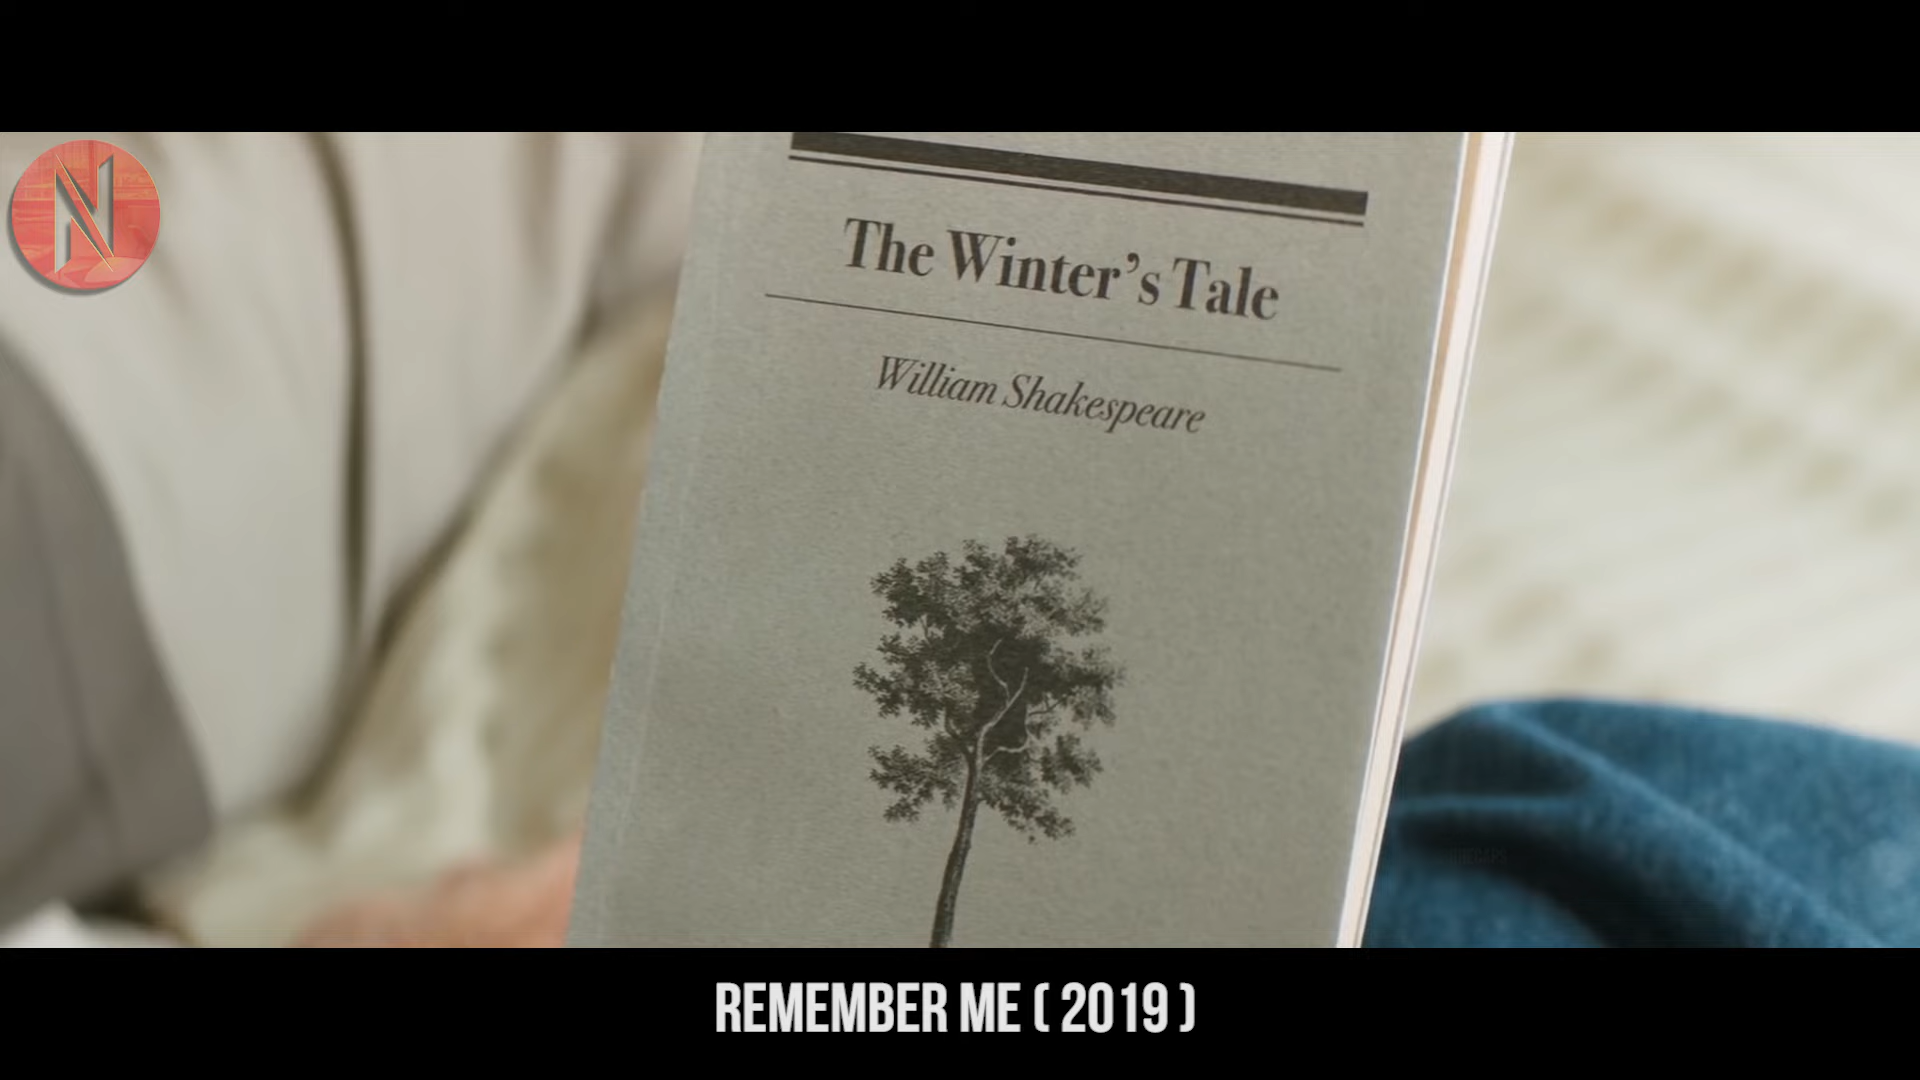 N
The Winter's Tale
William Shakespeare
REMEMBER ME ( 2019 )